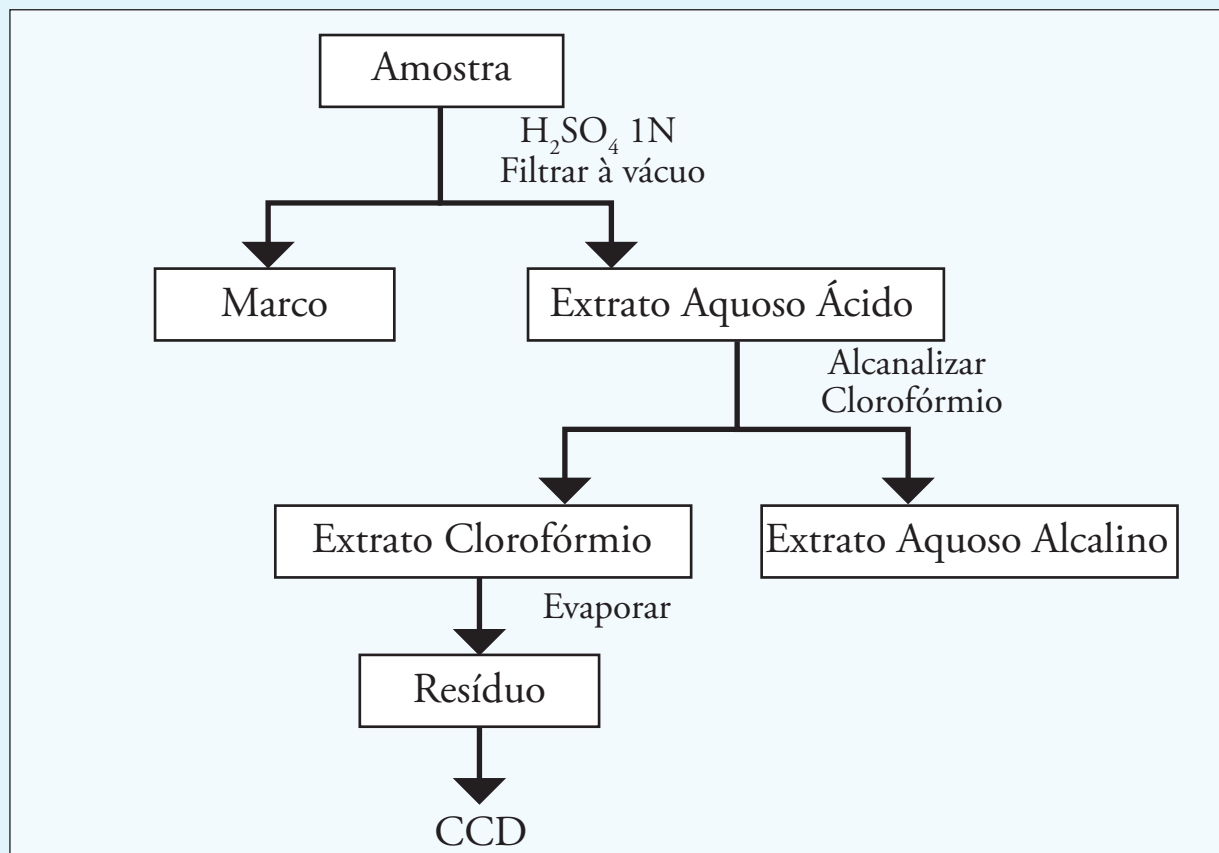 Amostra
H₂SO₄ 1N
Filtrar à vácuo
Marco
Extrato Aquoso Ácido
Alcanalizar
Clorofórmio
Extrato Clorofórmio
Extrato Aquoso Alcalino
Evaporar
Resíduo
CCD